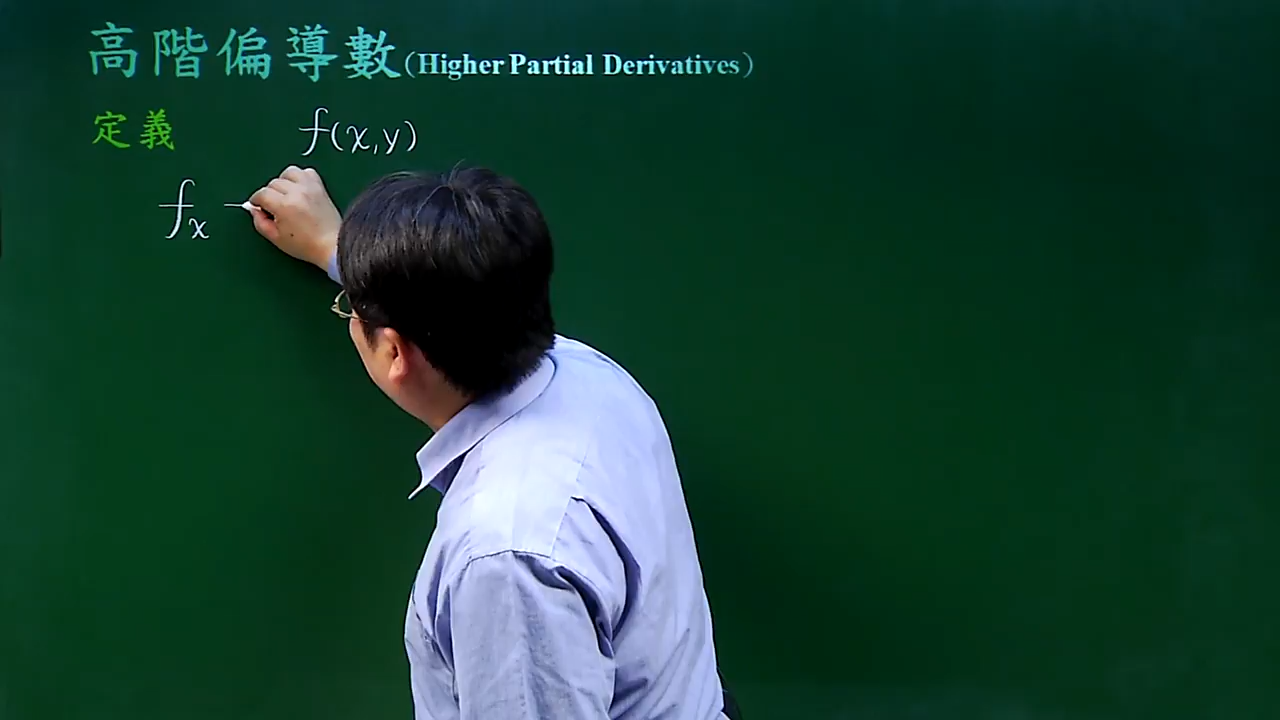 高階偏導數(Higher Partial Derivatives)
定義 f(x,y)
fₓ —